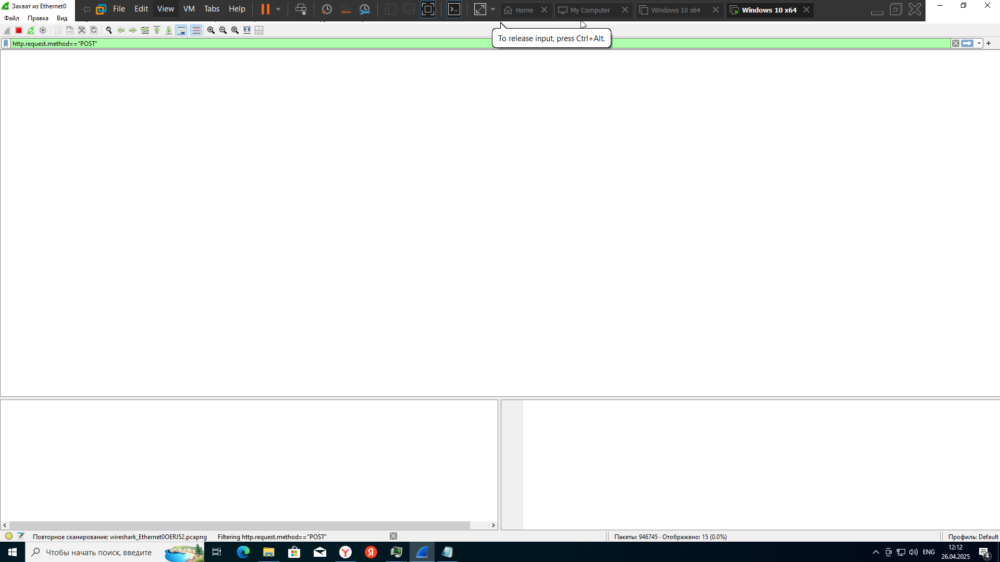 Захват из Ethernet0
File Edit View VM Tabs Help
Home
My Computer
Windows 10 x64
Windows 10 x64
Файл Правка Вид
To release input, press Ctrl+Alt.
http.request.method=="POST"
Повторное сканирование: wireshark_Ethernet0OERJ52.pcapng
Filtering http.request.method=="POST"
Пакеты: 946745 · Отображено: 15 (0.0%)
Профиль: Default
Чтобы начать поиск, введите
ENG
12:12
26.04.2025
4